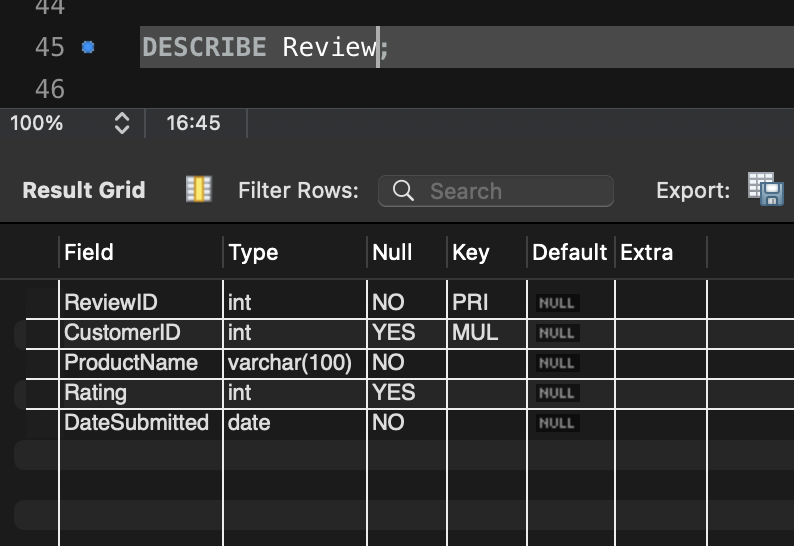 44
45 DESCRIBE Review;
46
100% 16:45
Result Grid Filter Rows: Search Export:
Field Type Null Key Default Extra
ReviewID int NO PRI NULL
CustomerID int YES MUL NULL
ProductName varchar(100) NO NULL
Rating int YES NULL
DateSubmitted date NO NULL